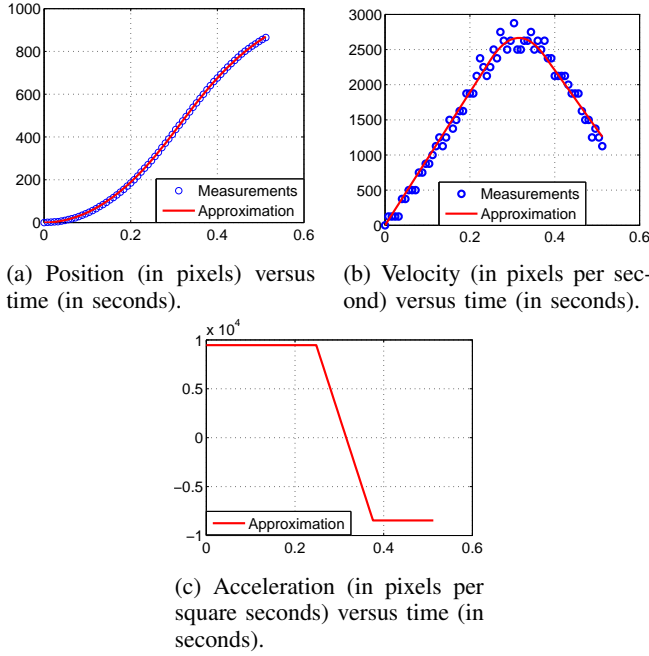 1000
800
600
400
200
0
0 0.2 0.4 0.6
Measurements
Approximation
(a) Position (in pixels) versus
time (in seconds).
3000
2500
2000
1500
1000
500
0
0 0.2 0.4 0.6
Measurements
Approximation
(b) Velocity (in pixels per sec-
ond) versus time (in seconds).
x 10^4
1
0.5
0
−0.5
−1
0 0.2 0.4 0.6
Approximation
(c) Acceleration (in pixels per
square seconds) versus time (in
seconds).